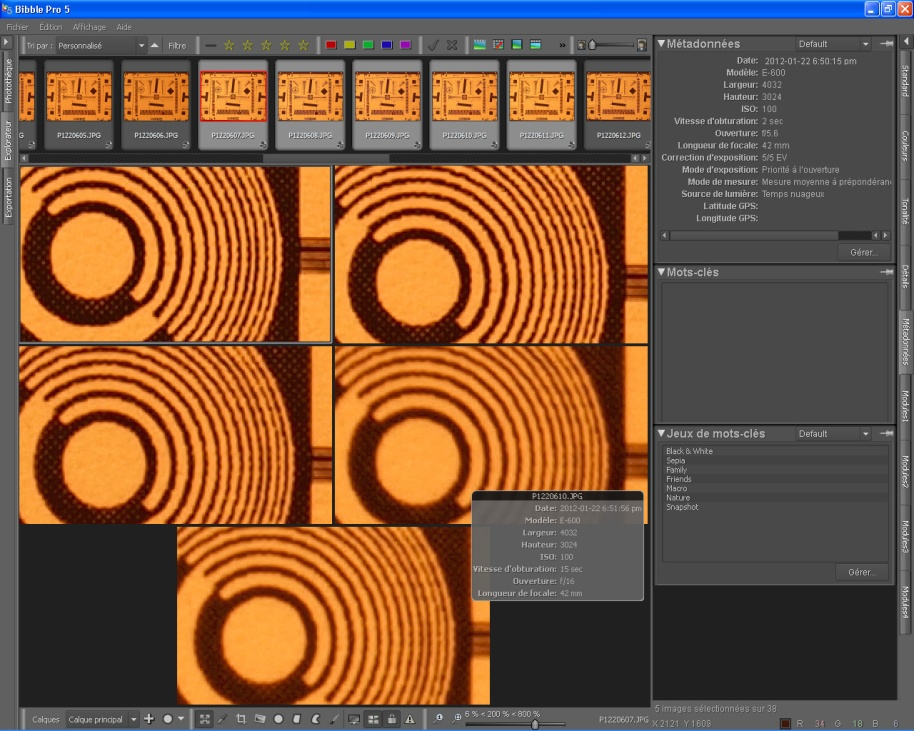 Bibble Pro 5
Fichier Édition Affichage Aide
Tri par : Personnalisé Filtre
Photothèque
Explorateur
Exportation
G P1220605.JPG P1220606.JPG P1220607.JPG P1220608.JPG P1220609.JPG P1220610.JPG P1220611.JPG P1220612.JPG
P1220610.JPG
Date: 2012-01-22 6:51:56 pm
Modèle: E-600
Largeur: 4032
Hauteur: 3024
ISO: 100
Vitesse d'obturation: 15 sec
Ouverture: f/16
Longueur de focale: 42 mm
Calques Calque principal 6 % < 200 % < 800 % P1220607.JPG
Métadonnées Default
Date: 2012-01-22 6:50:15 pm
Modèle: E-600
Largeur: 4032
Hauteur: 3024
ISO: 100
Vitesse d'obturation: 2 sec
Ouverture: f/5.6
Longueur de focale: 42 mm
Correction d'exposition: 5/5 EV
Mode d'exposition: Priorité à l'ouverture
Mode de mesure: Mesure moyenne à prépondéran
Source de lumière: Temps nuageux
Latitude GPS:
Longitude GPS:
Gérer...
Mots-clés
Jeux de mots-clés Default
Black & White
Sepia
Family
Friends
Macro
Nature
Snapshot
Gérer...
5 images sélectionnées sur 38
X 2121 Y 1609 R 34 G 18 B 6
Standard
Couleurs
Tonalité
Détails
Métadonnées
Modules1
Modules2
Modules3
Modules4